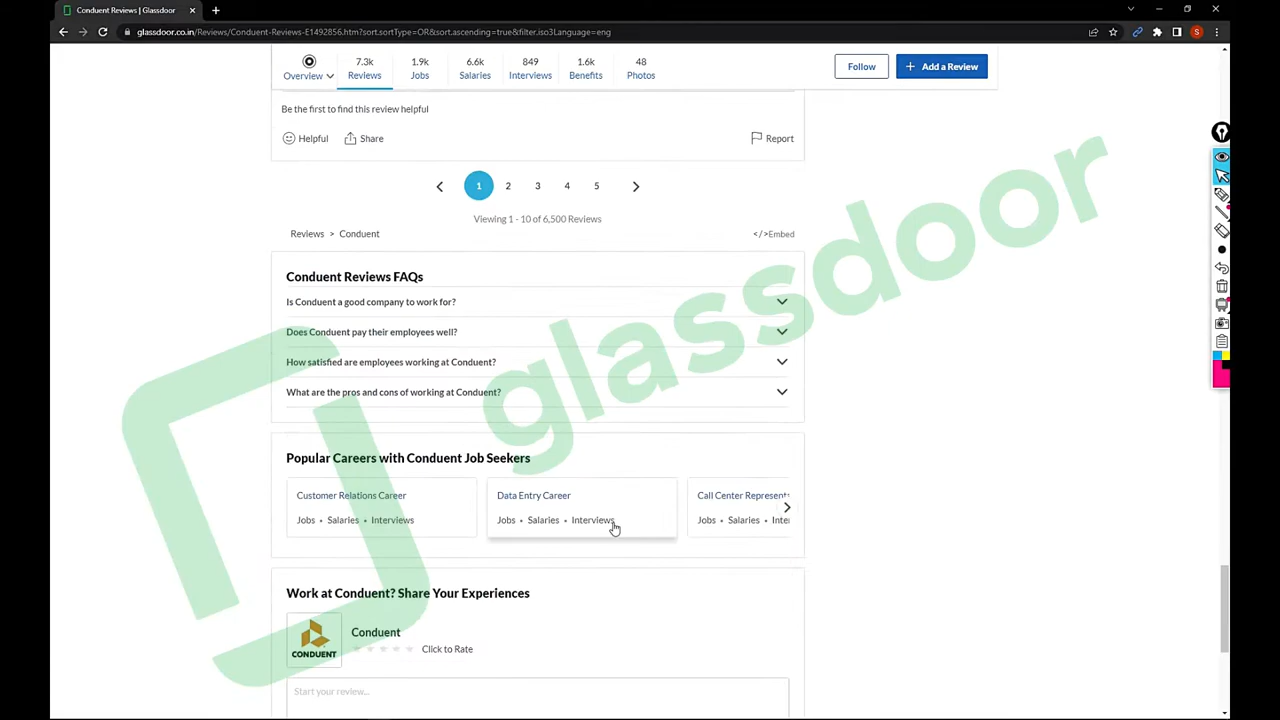 Conduent Reviews | Glassdoor
glassdoor.co.in/Reviews/Conduent-Reviews-E1492856.htm?sort.sortType=OR&sort.ascending=true&filter.iso3Language=eng
S
Overview
7.3k
Reviews
1.9k
Jobs
6.6k
Salaries
849
Interviews
1.6k
Benefits
48
Photos
Follow
+ Add a Review
Be the first to find this review helpful
Helpful
Share
Report
1 2 3 4 5
Viewing 1 - 10 of 6,500 Reviews
Reviews > Conduent
</>Embed
glassdoor
Conduent Reviews FAQs
Is Conduent a good company to work for?
Does Conduent pay their employees well?
How satisfied are employees working at Conduent?
What are the pros and cons of working at Conduent?
Popular Careers with Conduent Job Seekers
Customer Relations Career
Jobs • Salaries • Interviews
Data Entry Career
Jobs • Salaries • Interviews
Call Center Represent
Jobs • Salaries • Inte
Work at Conduent? Share Your Experiences
CONDUENT
Conduent
Click to Rate
Start your review...